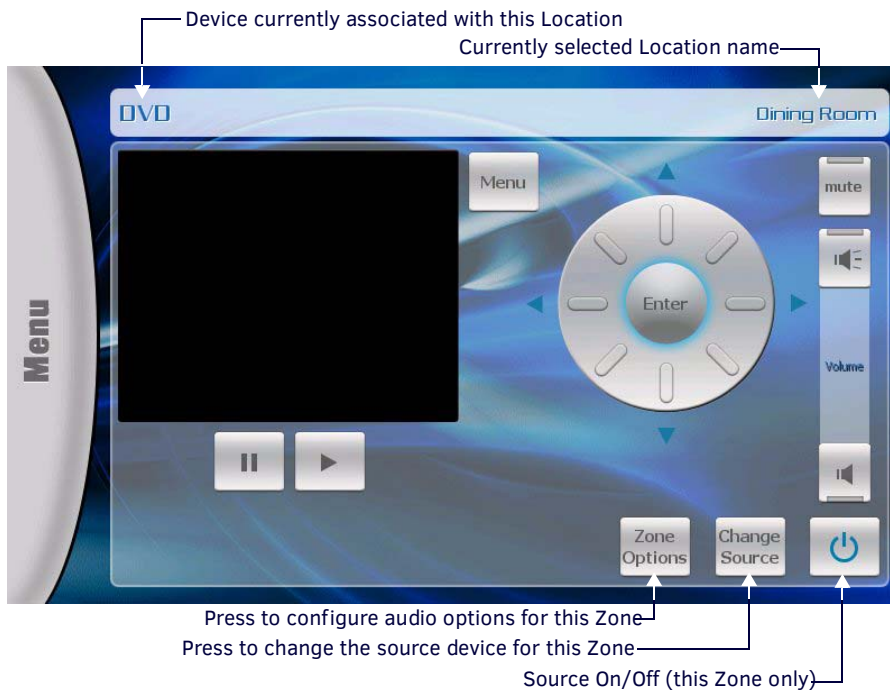 Device currently associated with this Location
Currently selected Location name
DVD
Dining Room
Menu
mute
Menu
Enter
Volume
Zone
Options
Change
Source
Press to configure audio options for this Zone
Press to change the source device for this Zone
Source On/Off (this Zone only)